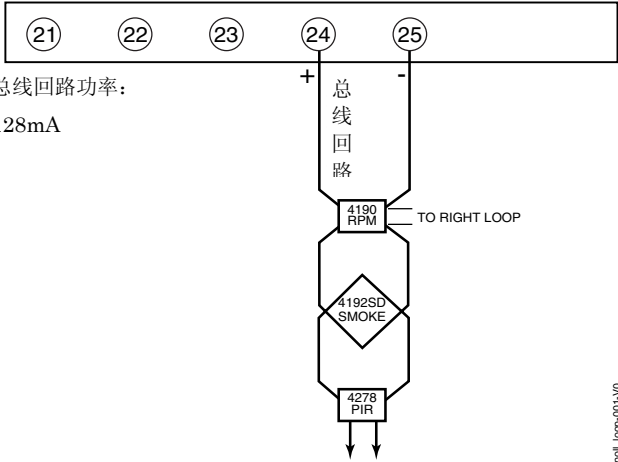 21 22 23 24 25
+ -
总线回路功率：
128mA
总
线
回
路
4190
RPM
TO RIGHT LOOP
4192SD
SMOKE
4278
PIR